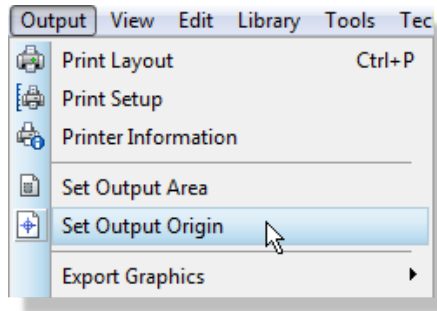 Output View Edit Library Tools Tec
Print Layout Ctrl+P
Print Setup
Printer Information
Set Output Area
Set Output Origin
Export Graphics